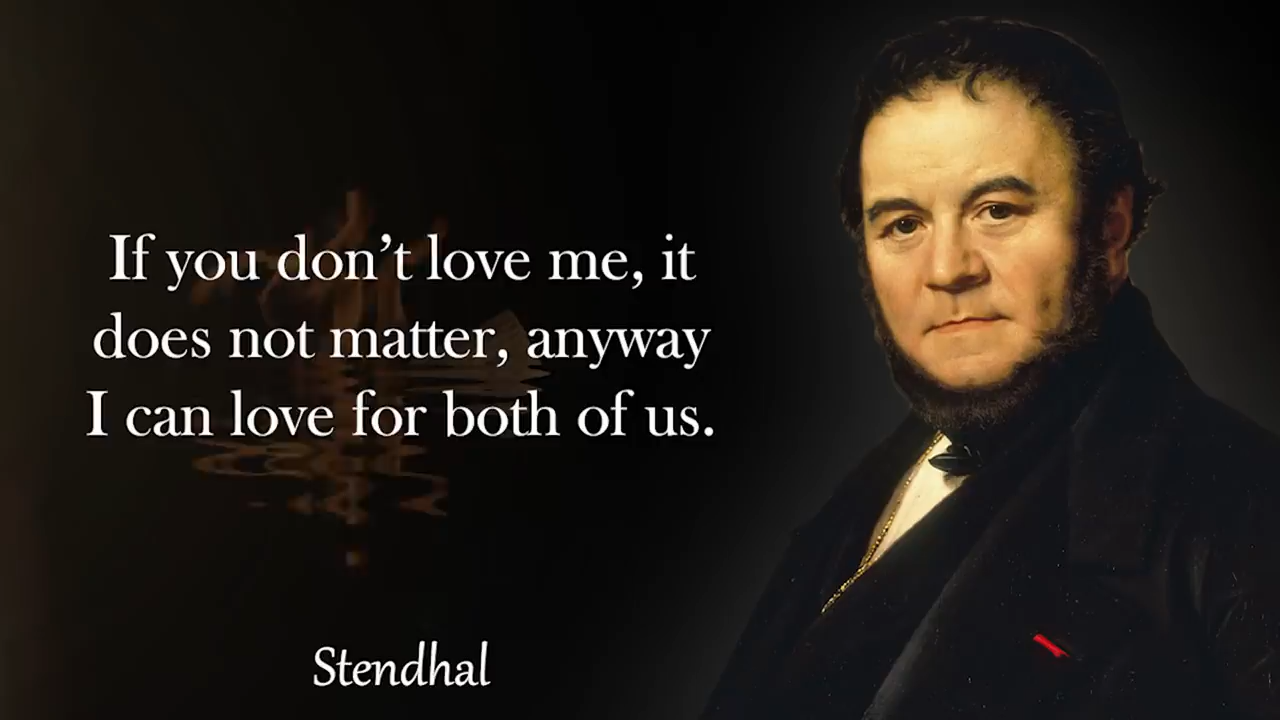 If you don’t love me, it
does not matter, anyway
I can love for both of us.
Stendhal